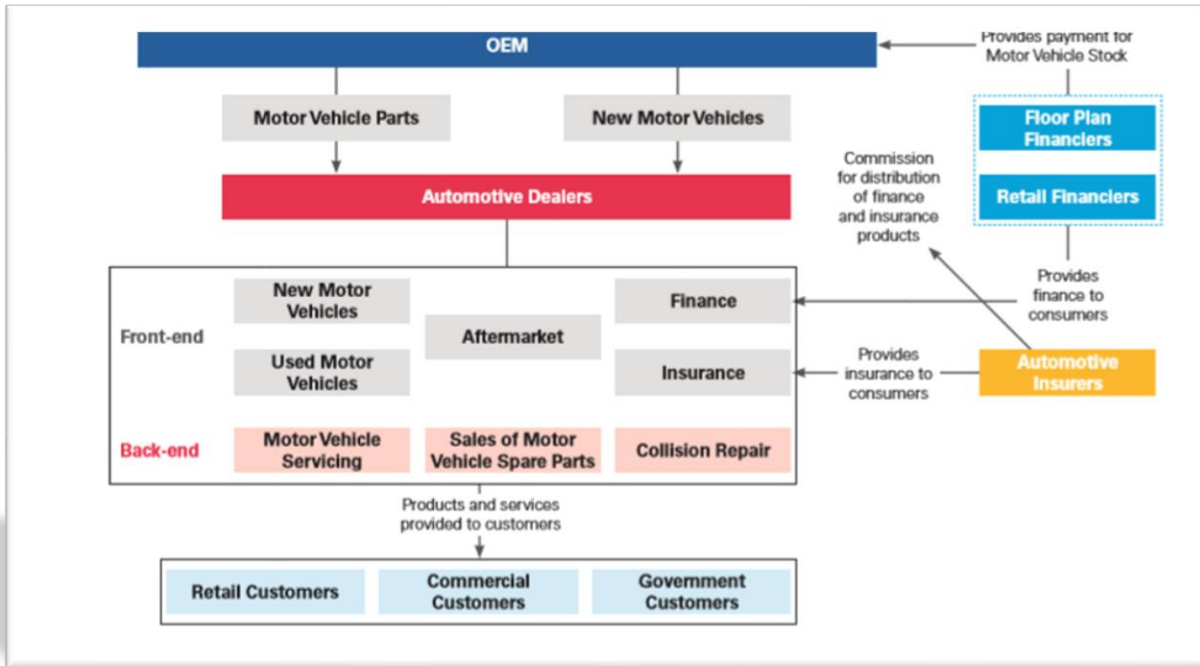 OEM
Provides payment for
Motor Vehicle Stock
Motor Vehicle Parts
New Motor Vehicles
Floor Plan
Financiers
Commission
for distribution
of finance
and insurance
products
Automotive Dealers
Retail Financiers
New Motor
Vehicles
Finance
Provides
finance to
consumers
Front-end
Aftermarket
Used Motor
Vehicles
Insurance
Provides
insurance to
consumers
Automotive
Insurers
Back-end
Motor Vehicle
Servicing
Sales of Motor
Vehicle Spare Parts
Collision Repair
Products and services
provided to customers
Retail Customers
Commercial
Customers
Government
Customers